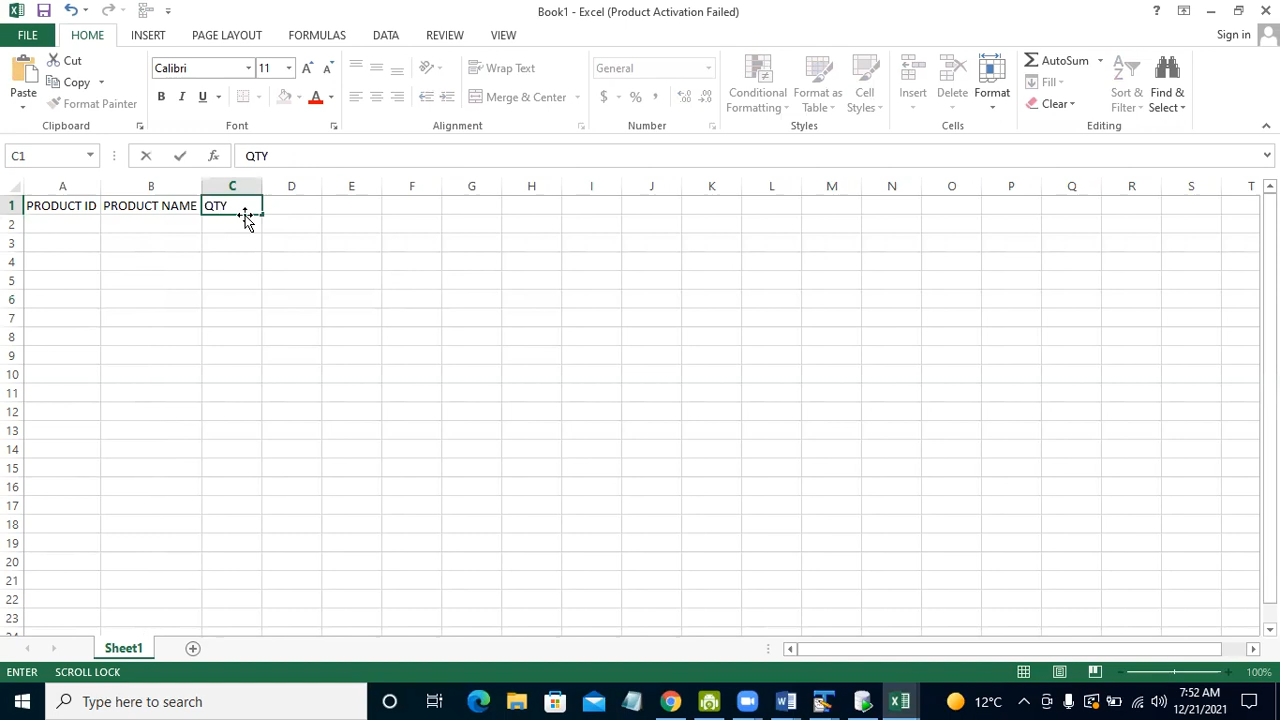 Book1 - Excel (Product Activation Failed)
?
FILE HOME INSERT PAGE LAYOUT FORMULAS DATA REVIEW VIEW Sign in
Paste
Cut
Copy
Format Painter
Clipboard
Calibri 11
B I U A
Font
Wrap Text
Merge & Center
Alignment
General
$ % ,
Number
Conditional Formatting
Format as Table
Cell Styles
Styles
Insert
Delete
Format
Cells
AutoSum
Fill
Clear
Sort & Filter
Find & Select
Editing
C1 fx QTY
A B C D E F G H I J K L M N O P Q R S T
1 PRODUCT ID PRODUCT NAME QTY
2
3
4
5
6
7
8
9
10
11
12
13
14
15
16
17
18
19
20
21
22
23
Sheet1
ENTER SCROLL LOCK 100%
Type here to search
12°C
7:52 AM
12/21/2021